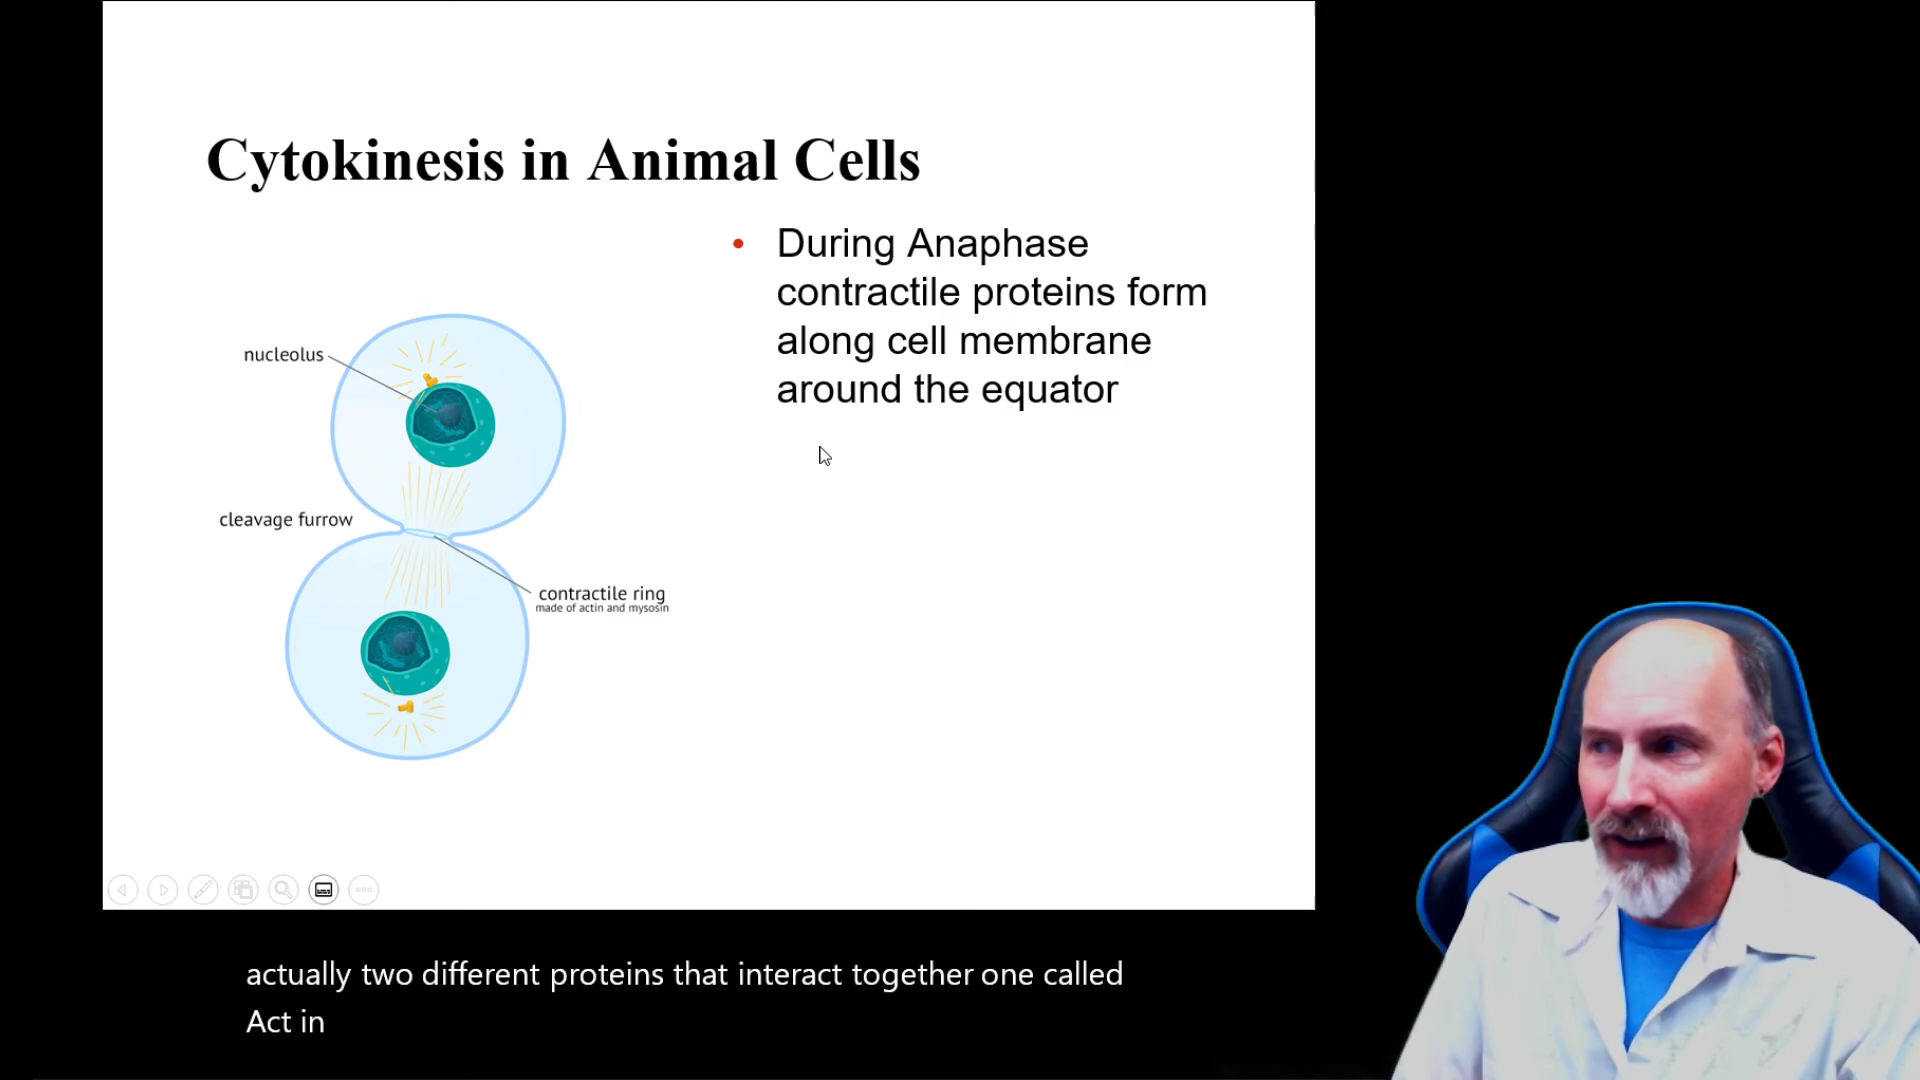 Cytokinesis in Animal Cells
• During Anaphase
contractile proteins form
along cell membrane
around the equator
nucleolus
cleavage furrow
contractile ring
made of actin and mysosin
actually two different proteins that interact together one called
Act in